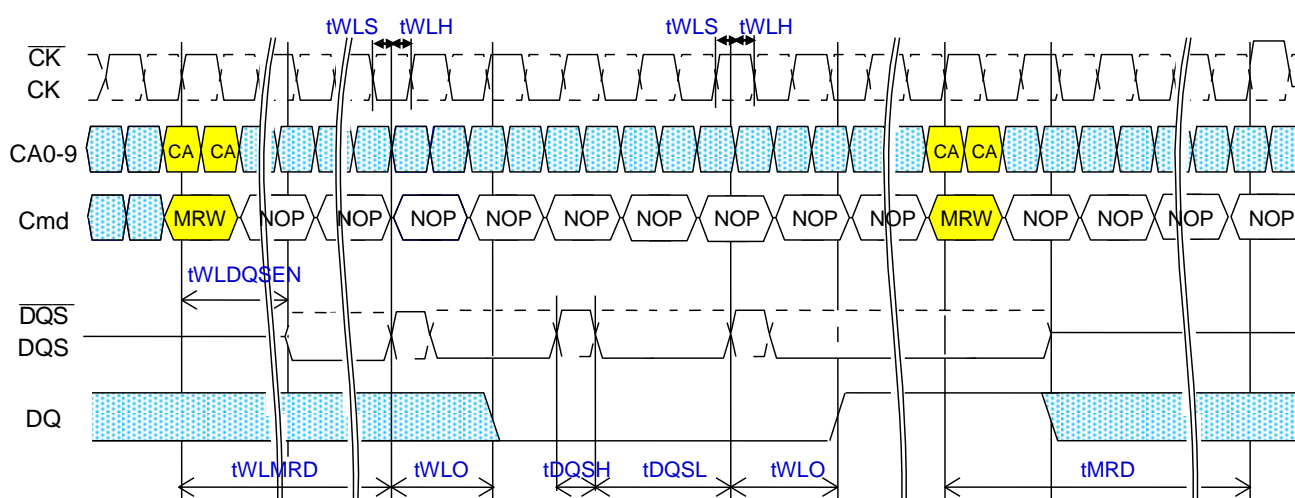 tWLS tWLH tWLS tWLH
CK
CK
CA0-9 CA CA CA CA
Cmd MRW NOP NOP NOP NOP NOP NOP NOP NOP NOP MRW NOP NOP NOP NOP
tWLDQSEN
DQS
DQS
DQ
tWLMRD tWLO tDQSH tDQSL tWLO tMRD